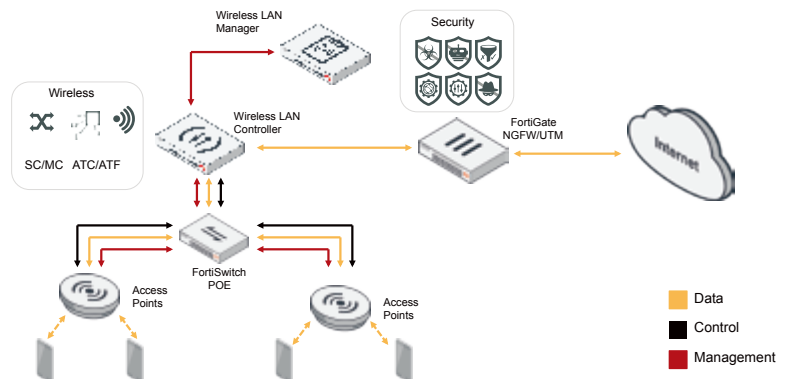 Wireless LAN
Manager
Security
Wireless
SC/MC ATC/ATF
Wireless LAN
Controller
FortiGate
NGFW/UTM
Internet
FortiSwitch
POE
Access
Points
Access
Points
Data
Control
Management